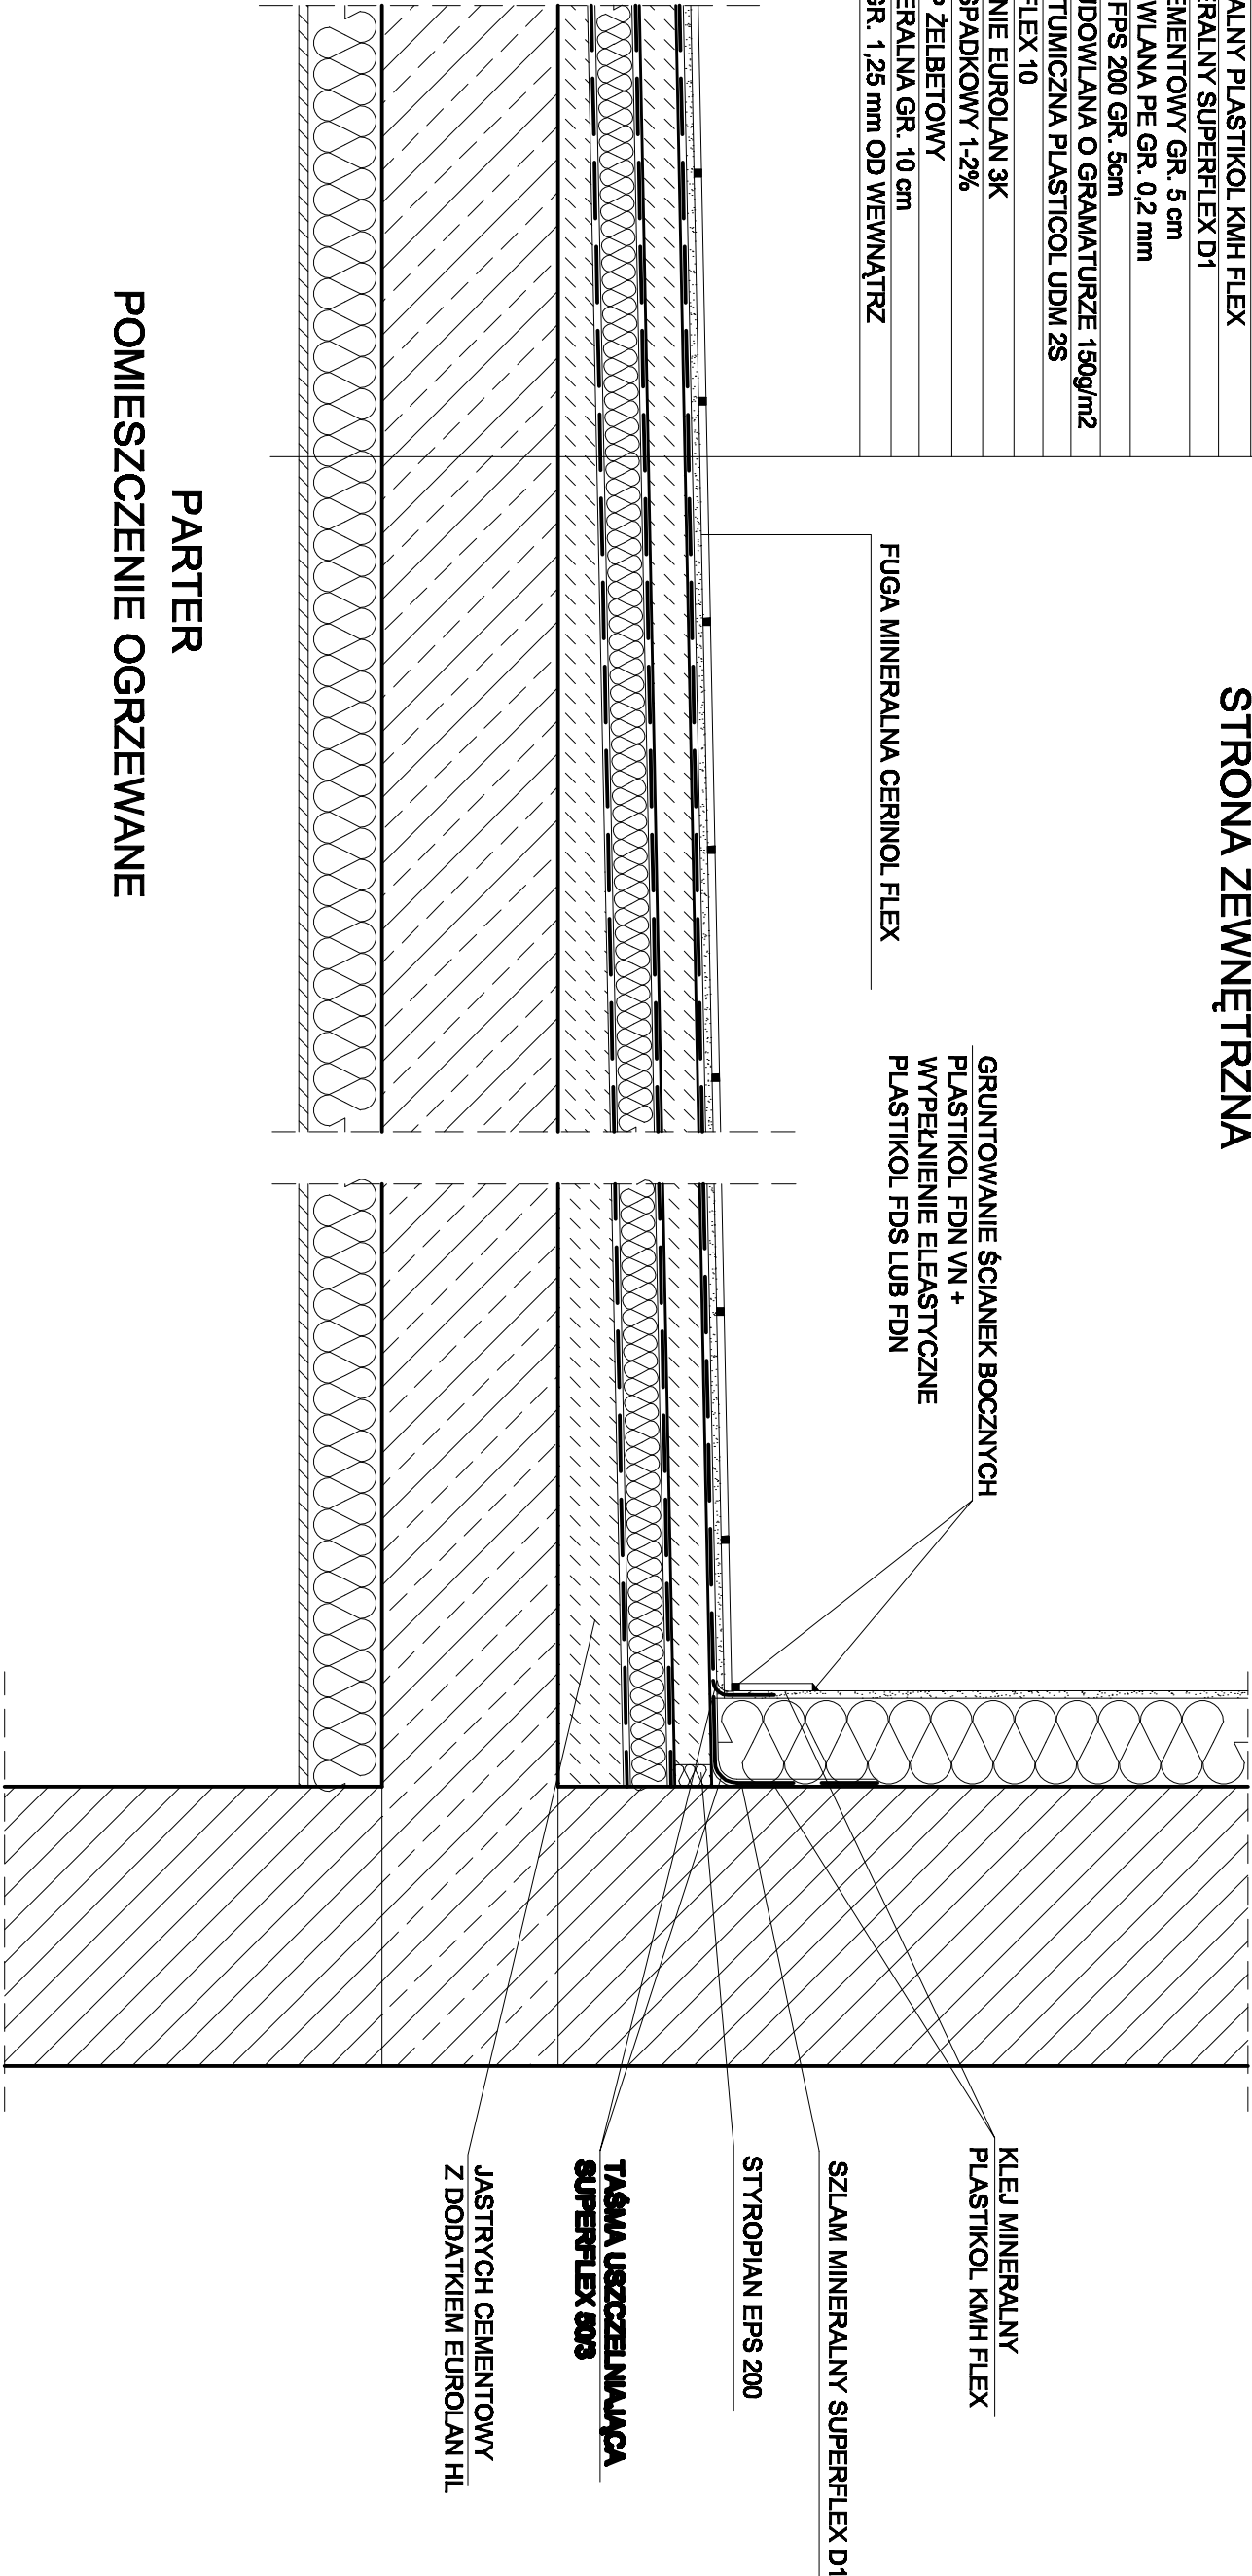 ALNY PLASTIKOL KMH FLEX
ERALNY SUPERFLEX D1
EMENTOWY GR. 5 cm
WLANA PE GR. 0,2 mm
FPS 200 GR. 5cm
UDOWLANA O GRAMATURZE 150g/m2
TUMICZNA PLASTICOL UDM 2S
FLEX 10
NIE EUROLAN 3K
SPADKOWY 1-2%
P ŻELBETOWY
ERALNA GR. 10 cm
GR. 1,25 mm OD WEWNĄTRZ
STRONA ZEWNĘTRZNA
FUGA MINERALNA CERINOL FLEX
GRUNTOWANIE ŚCIANEK BOCZNYCH
PLASTIKOL FDN VN +
WYPEŁNIENIE ELEASTYCZNE
PLASTIKOL FDS LUB FDN
KLEJ MINERALNY
PLASTIKOL KMH FLEX
SZLAM MINERALNY SUPERFLEX D1
STYROPIAN EPS 200
TAŚMA USZCZELNIAJĄCA
SUPERFLEX 50/3
JASTRYCH CEMENTOWY
Z DODATKIEM EUROLAN HL
PARTER
POMIESZCZENIE OGRZEWANE